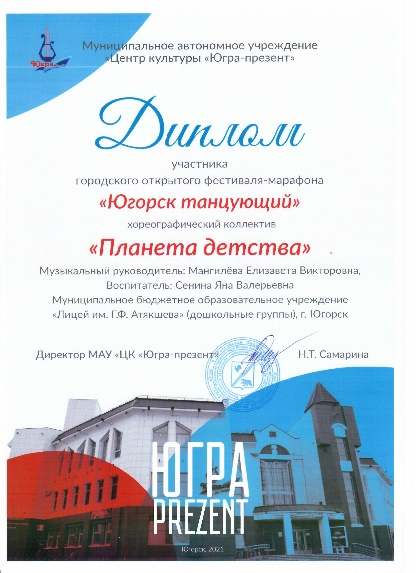 Югра
Муниципальное автономное учреждение
«Центр культуры «Югра-презент»
Диплом
участника
городского открытого фестиваля-марафона
«Югорск танцующий»
хореографический коллектив
«Планета детства»
Музыкальный руководитель: Мангилёва Елизавета Викторовна,
Воспитатель: Сенина Яна Валерьевна
Муниципальное бюджетное образовательное учреждение
«Лицей им. Г.Ф. Атякшева» (дошкольные группы), г. Югорск
Директор МАУ «ЦК «Югра-презент» Н.Т. Самарина
ЮГРА
PREZENT
Югорск, 2021